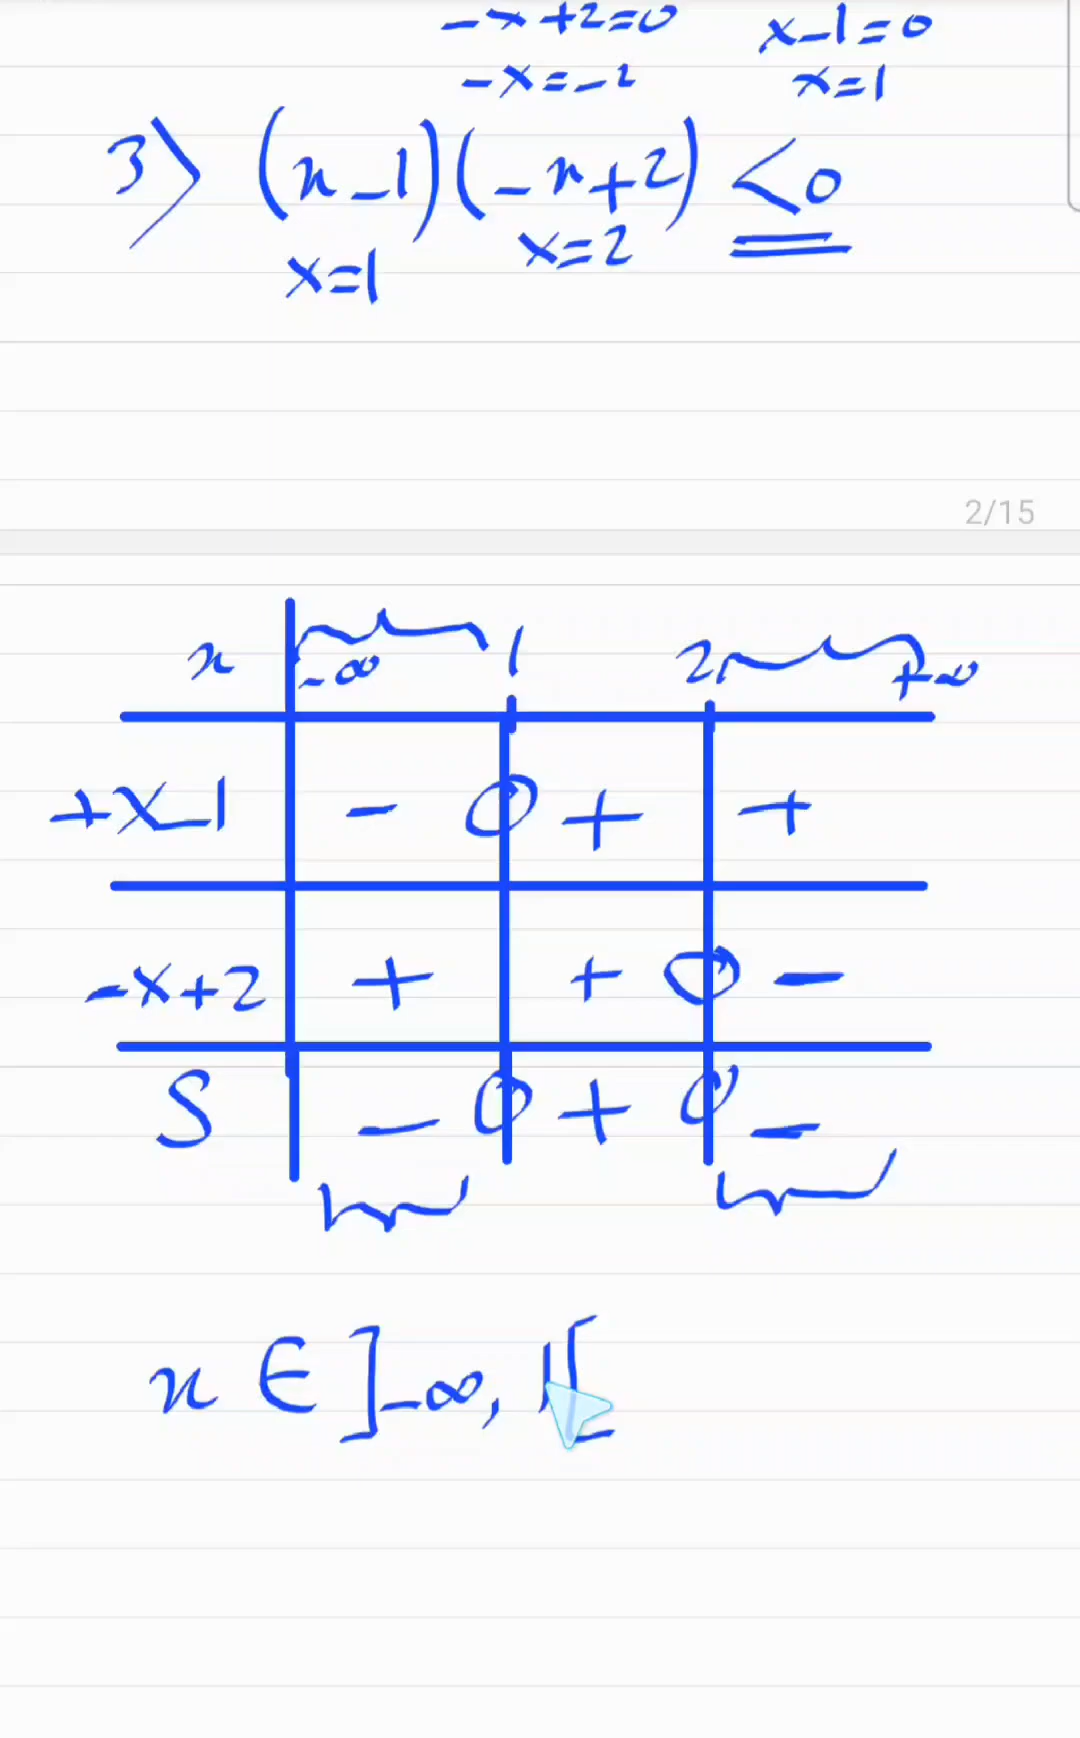 -x+2=0 x-1=0
-x=-2 x=1
3) (x-1)(-x+2) <0
x=1 x=2
2/15
x -∞ 1 2 +∞
+x-1 - 0 + +
-x+2 + + 0 -
S - 0 + 0 -
x ∈ ]-∞, 1[